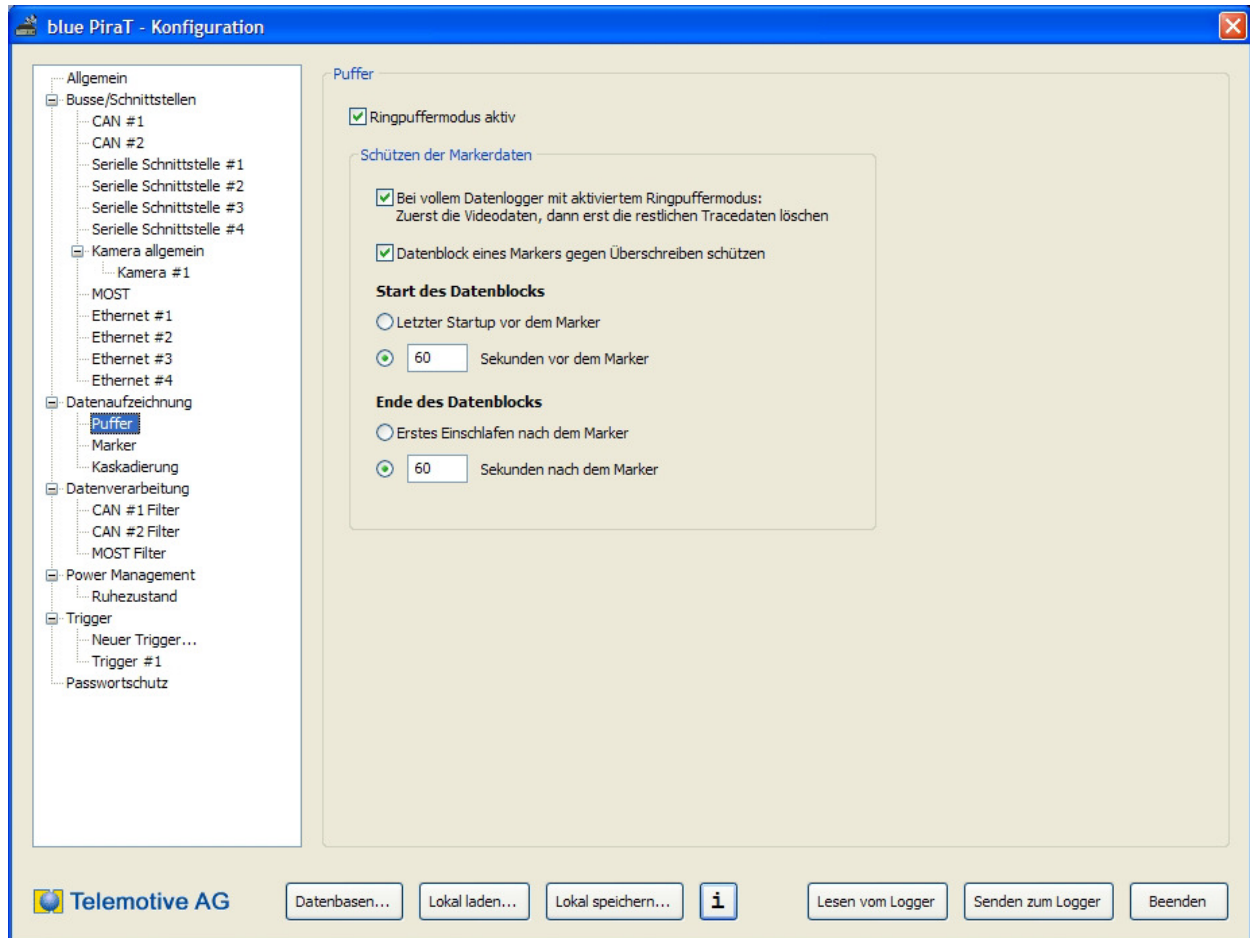 blue PiraT - Konfiguration
Allgemein
Busse/Schnittstellen
CAN #1
CAN #2
Serielle Schnittstelle #1
Serielle Schnittstelle #2
Serielle Schnittstelle #3
Serielle Schnittstelle #4
Kamera allgemein
Kamera #1
MOST
Ethernet #1
Ethernet #2
Ethernet #3
Ethernet #4
Datenaufzeichnung
Puffer
Marker
Kaskadierung
Datenverarbeitung
CAN #1 Filter
CAN #2 Filter
MOST Filter
Power Management
Ruhezustand
Trigger
Neuer Trigger...
Trigger #1
Passwortschutz
Puffer
Ringpuffermodus aktiv
Schützen der Markerdaten
Bei vollem Datenlogger mit aktiviertem Ringpuffermodus:
Zuerst die Videodaten, dann erst die restlichen Tracedaten löschen
Datenblock eines Markers gegen Überschreiben schützen
Start des Datenblocks
Letzter Startup vor dem Marker
60 Sekunden vor dem Marker
Ende des Datenblocks
Erstes Einschlafen nach dem Marker
60 Sekunden nach dem Marker
Telemotive AG
Datenbasen...
Lokal laden...
Lokal speichern...
i
Lesen vom Logger
Senden zum Logger
Beenden